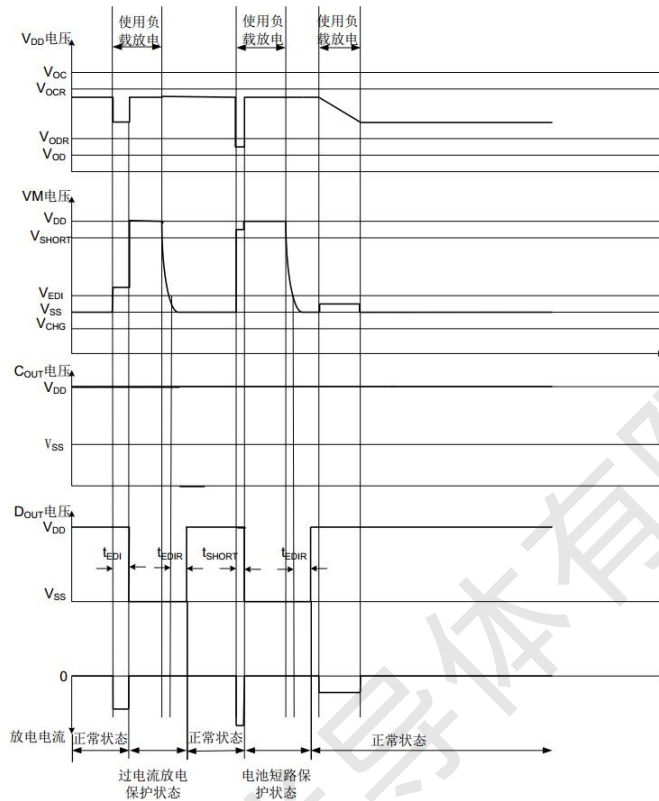 使用负
载放电
使用负
载放电
使用负
载放电
VDD电压
VOC
VOCR
VODR
VOD
VM电压
VDD
VSHORT
VEDI
VSS
VCHG
COUT电压
VDD
VSS
DOUT电压
VDD
tEDI
tEDIR
tSHORT
tEDIR
VSS
0
放电电流
正常状态
正常状态
正常状态
过电流放电
保护状态
电池短路保
护状态
导体有